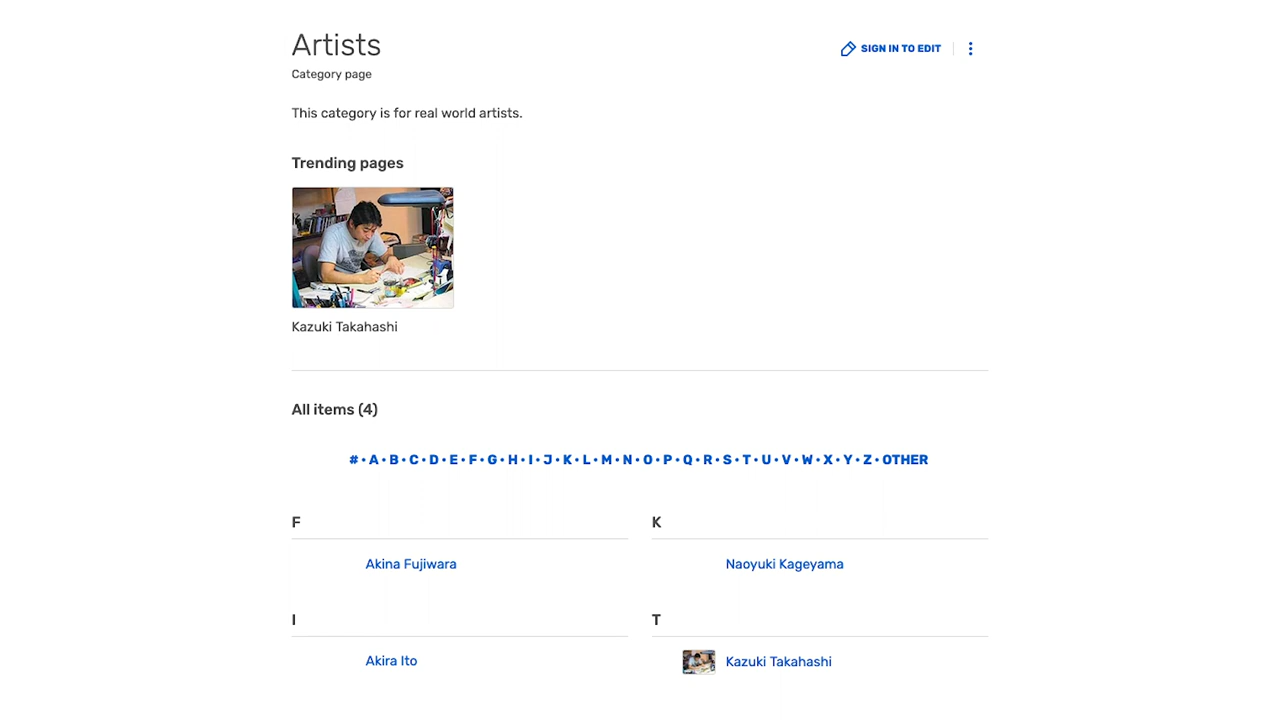 Artists
SIGN IN TO EDIT
Category page
This category is for real world artists.
Trending pages
Kazuki Takahashi
All items (4)
# • A • B • C • D • E • F • G • H • I • J • K • L • M • N • O • P • Q • R • S • T • U • V • W • X • Y • Z • OTHER
F
Akina Fujiwara
K
Naoyuki Kageyama
I
Akira Ito
T
Kazuki Takahashi